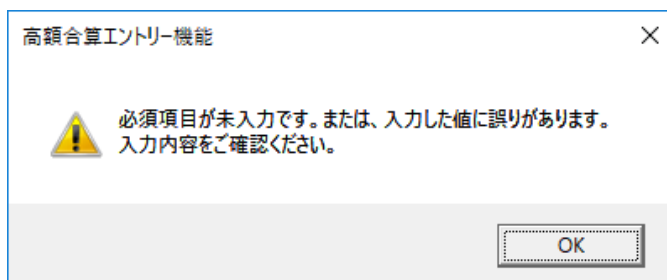 高額合算エントリー機能
必須項目が未入力です。または、入力した値に誤りがあります。
入力内容をご確認ください。
OK